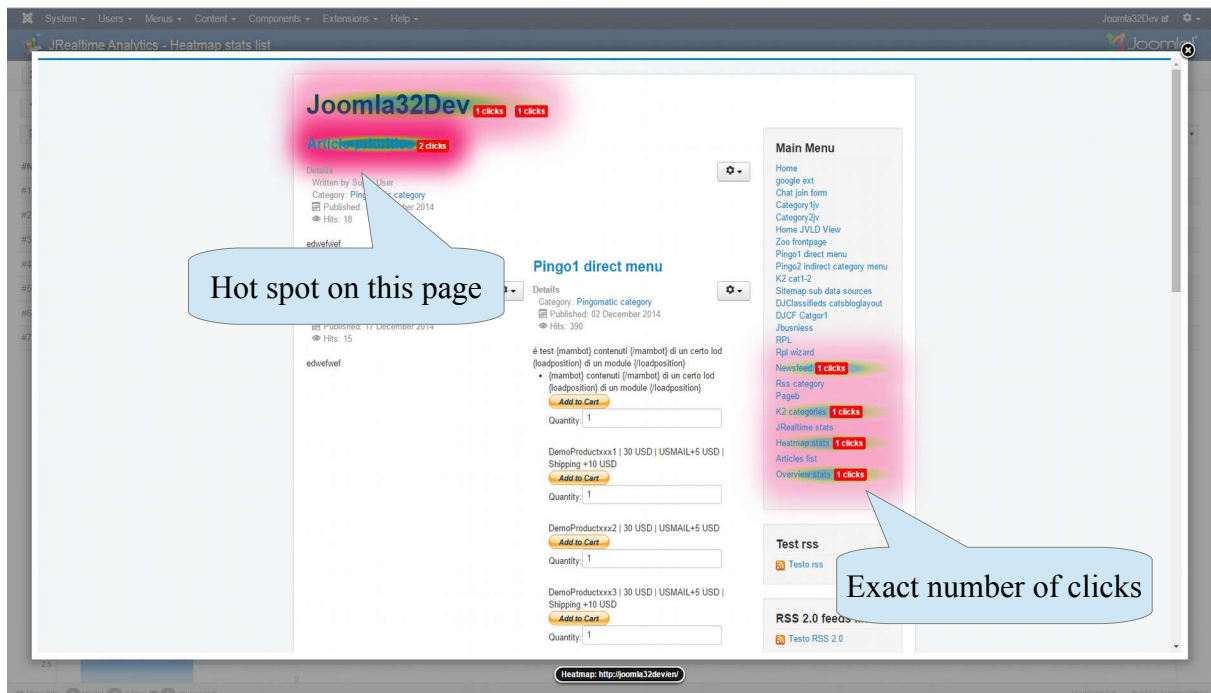 System Users Menus Content Components Extensions Help Joomla32Dev
JRealtime Analytics - Heatmap stats list
Joomla32Dev 1 clicks 1 clicks
2 clicks
Details
Written by
Category: category
Published: 2014
Hits: 18
edwefwef
Hot spot on this page
Published: 17 December 2014
Hits: 15
edwefwef
Pingo1 direct menu
Details
Category: Pingomatic category
Published: 02 December 2014
Hits: 390
é test {mambot} contenuti {/mambot} di un certo lod
{loadposition} di un module {/loadposition}
{mambot} contenuti {/mambot} di un certo lod
{loadposition} di un module {/loadposition}
Add to Cart
Quantity: 1
DemoProductxxx1 | 30 USD | USMAIL+5 USD |
Shipping +10 USD
Add to Cart
Quantity: 1
DemoProductxxx2 | 30 USD | USMAIL+5 USD
Add to Cart
Quantity: 1
DemoProductxxx3 | 30 USD | USMAIL+5 USD |
Shipping +10 USD
Add to Cart
Quantity: 1
Main Menu
Home
google ext
Chat join form
Category1jv
Category2jv
Home JVLD View
Zoo frontpage
Pingo1 direct menu
Pingo2 indirect category menu
K2 cat1-2
Sitemap sub data sources
DJClassifieds catsbloglayout
DJCF Catgor1
Jbusniess
RPL
Rpl wizard
Newsfeed 1 clicks
Rss category
Pageb
K2 categories 1 clicks
JRealtime stats
Heatmap stats 1 clicks
Articles list
Overview stats 1 clicks
Test rss
Testo rss
Exact number of clicks
RSS 2.0 feeds
Testo RSS 2.0
2.5
Heatmap: http://joomla32dev/en/